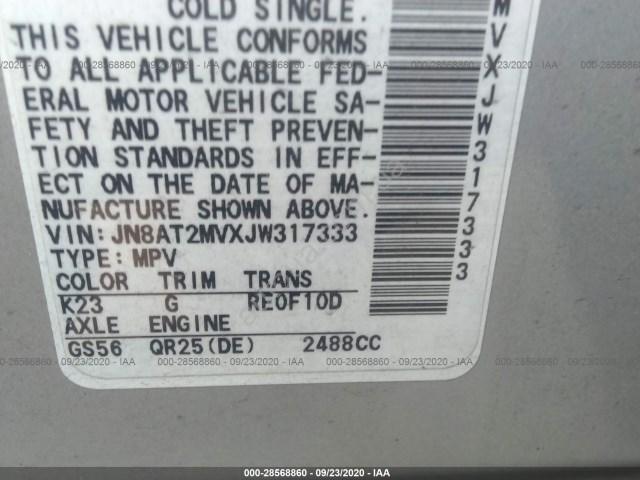 COLD SINGLE.
THIS VEHICLE CONFORMS
TO ALL APPLICABLE FED-
ERAL MOTOR VEHICLE SA-
FETY AND THEFT PREVEN-
TION STANDARDS IN EFF-
ECT ON THE DATE OF MA-
NUFACTURE SHOWN ABOVE.
VIN:JN8AT2MVXJW317333
TYPE:MPV
COLOR TRIM TRANS
K23 G RE0F10D
AXLE ENGINE
GS56 QR25(DE) 2488CC
MVXJW317333
000-28568860 - 09/23/2020 - IAA